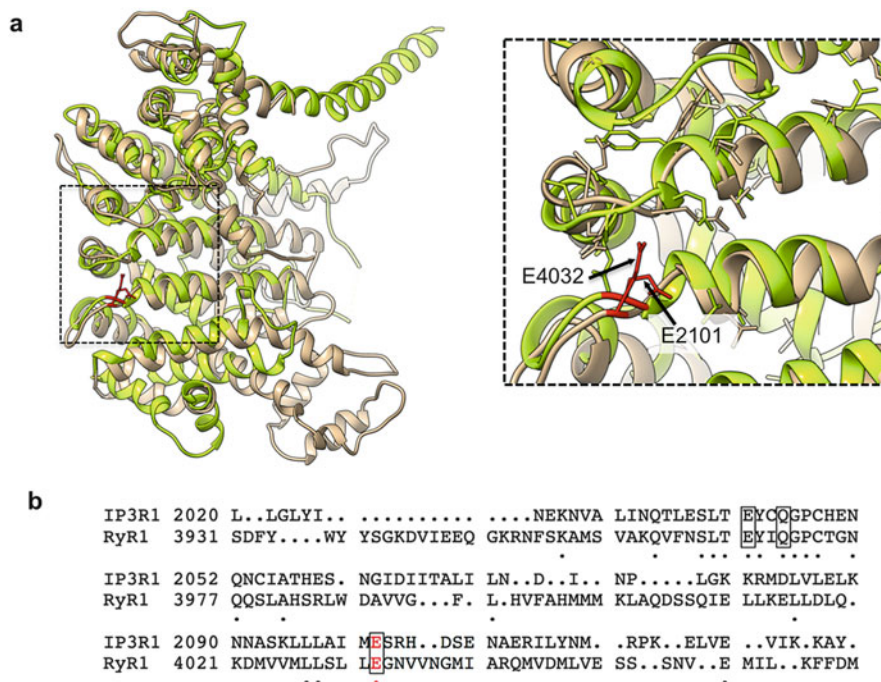 a
E4032
E2101
b
IP3R1 2020 L..LGLYI.. .......... ...NEKNVA LINQTLESLT EYCQGPCHEN
RyR1 3931 SDFY....WY YSGKDVIEEQ GKRNFSKAMS VAKQVFNSLT EYIQGPCTGN
. . ... .. .... .
IP3R1 2052 QNCIATHES. NGIDIITALI LN..D..I.. NP.....LGK KRMDLVLELK
RyR1 3977 QQSLAHSRLW DAVVG...F. L.HVFAHMMM KLAQDSSQIE LLKELLDLQ.
. . . .
IP3R1 2090 NNASKLLLAI MESRH..DSE NAERILYNM. .RPK..ELVE ..VIK.KAY.
RyR1 4021 KDMVVMLLSL LEGNVVNGMI ARQMVDMLVE SS..SNV..E MIL..KFFDM
.. . .